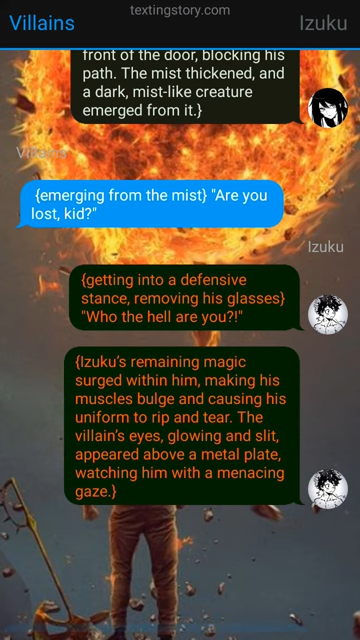 textingstory.com
Villains
Izuku
front of the door, blocking his
path. The mist thickened, and
a dark, mist-like creature
emerged from it.}
Villains
{emerging from the mist} "Are you
lost, kid?"
Izuku
{getting into a defensive
stance, removing his glasses}
"Who the hell are you?!"
{Izuku’s remaining magic
surged within him, making his
muscles bulge and causing his
uniform to rip and tear. The
villain’s eyes, glowing and slit,
appeared above a metal plate,
watching him with a menacing
gaze.}